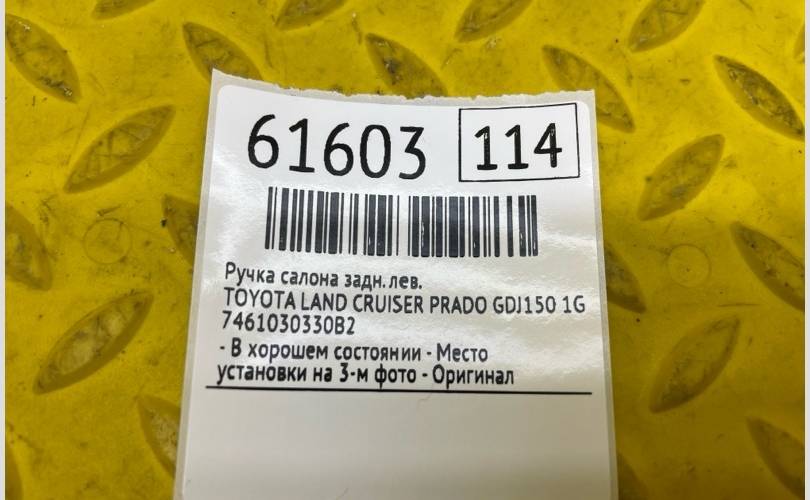 61603 114
Ручка салона задн.лев.
TOYOTA LAND CRUISER PRADO GDJ150 1G
7461030330B2
- В хорошем состоянии - Место
установки на 3-м фото - Оригинал